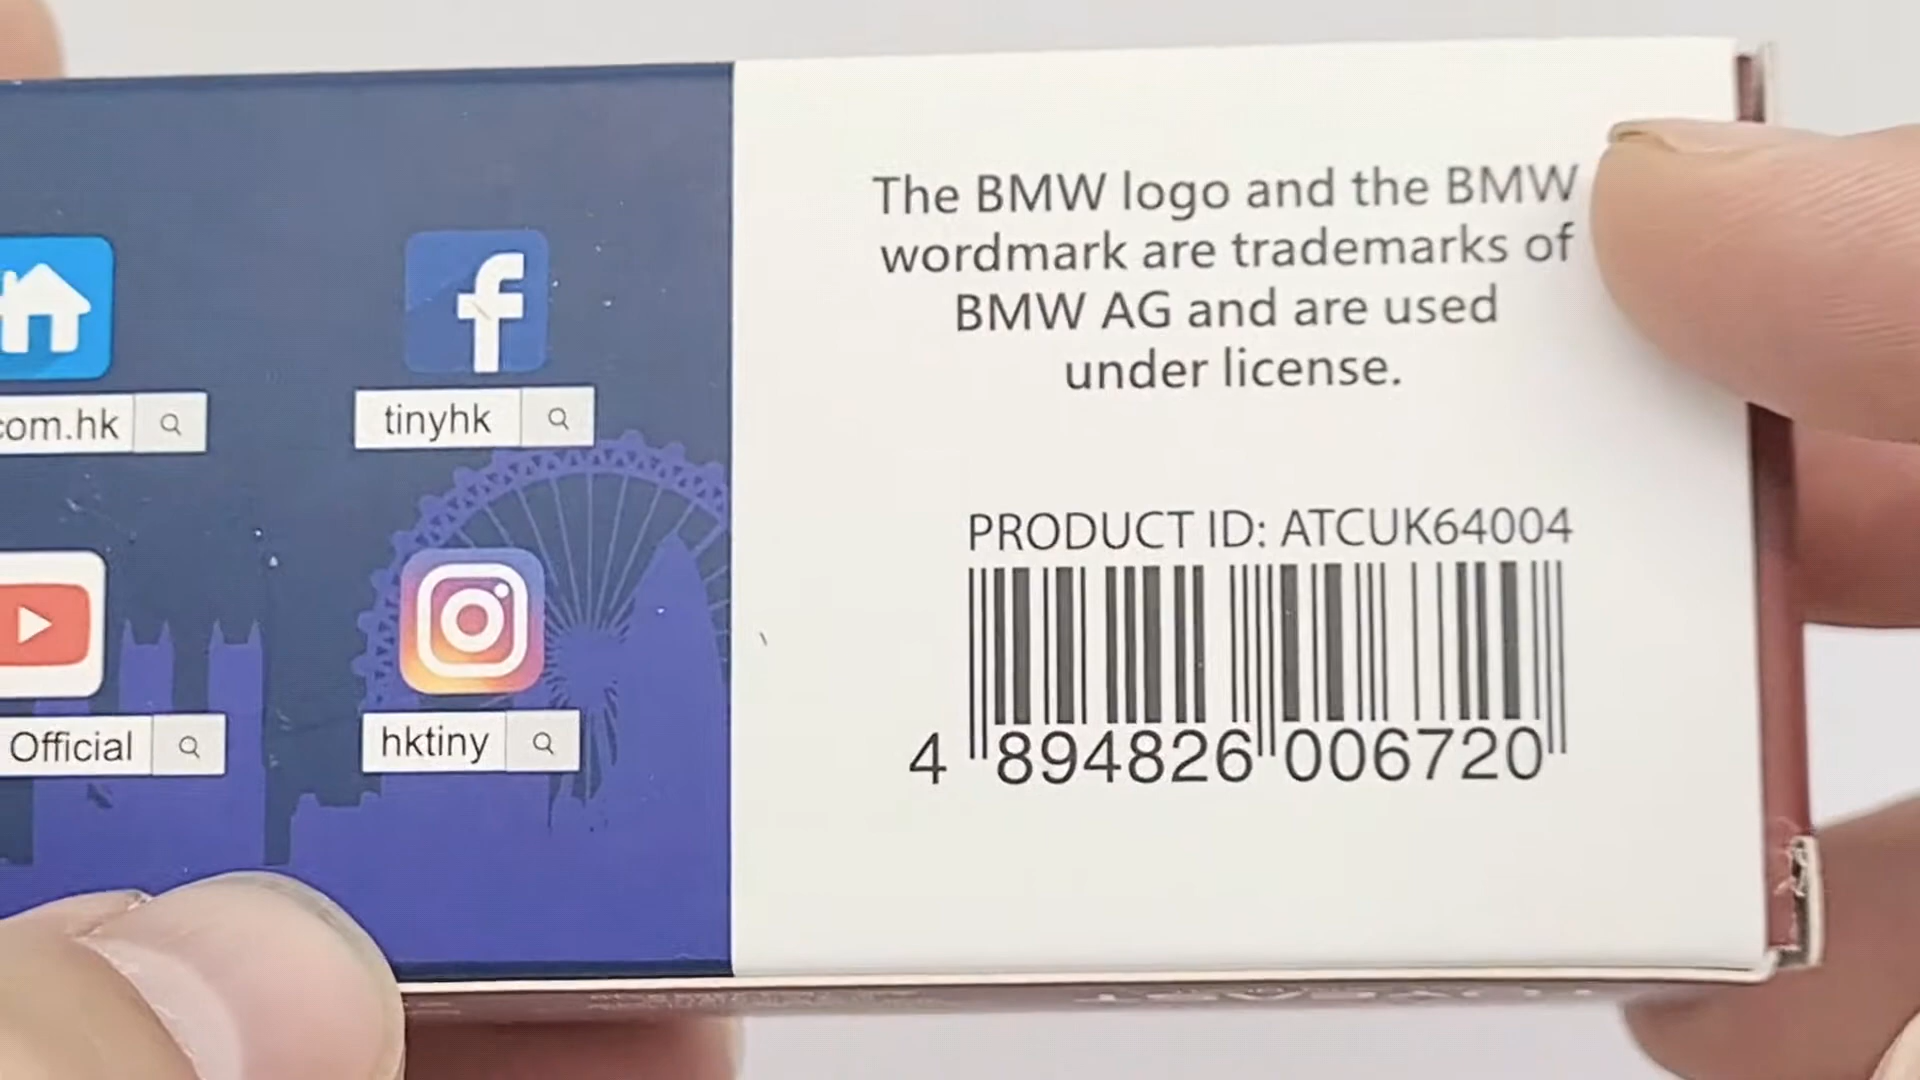 com.hk
tinyhk
Official
hktiny
The BMW logo and the BMW
wordmark are trademarks of
BMW AG and are used
under license.
PRODUCT ID: ATCUK64004
4 894826 006720